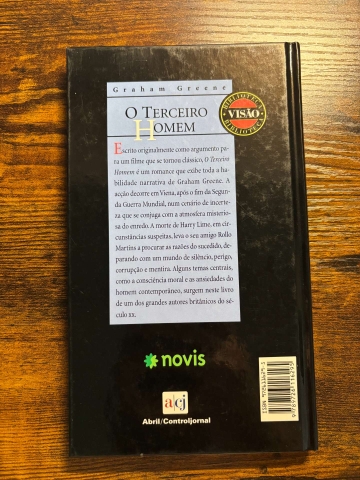 Graham Greene
O TERCEIRO
HOMEM
BIBLIOTECA
VISÃO
BIBLIOTECA
Escrito originalmente como argumento pa-
ra um filme que se tornou clássico, O Terceiro
Homem é um romance que exibe toda a ha-
bilidade narrativa de Graham Greene. A
acção decorre em Viena, após o fim da Segun-
da Guerra Mundial, num cenário de incerte-
za que se conjuga com a atmosfera misterio-
sa do enredo. A morte de Harry Lime, em cir-
cunstâncias suspeitas, leva o seu amigo Rollo
Martins a procurar as razões do sucedido, de-
parando com um mundo de silêncio, perigo,
corrupção e mentira. Alguns temas centrais,
como a consciência moral e as ansiedades do
homem contemporâneo, surgem neste livro
de um dos grandes autores britânicos do sé-
culo XX.
novis
a|cj
Abril/Controljornal